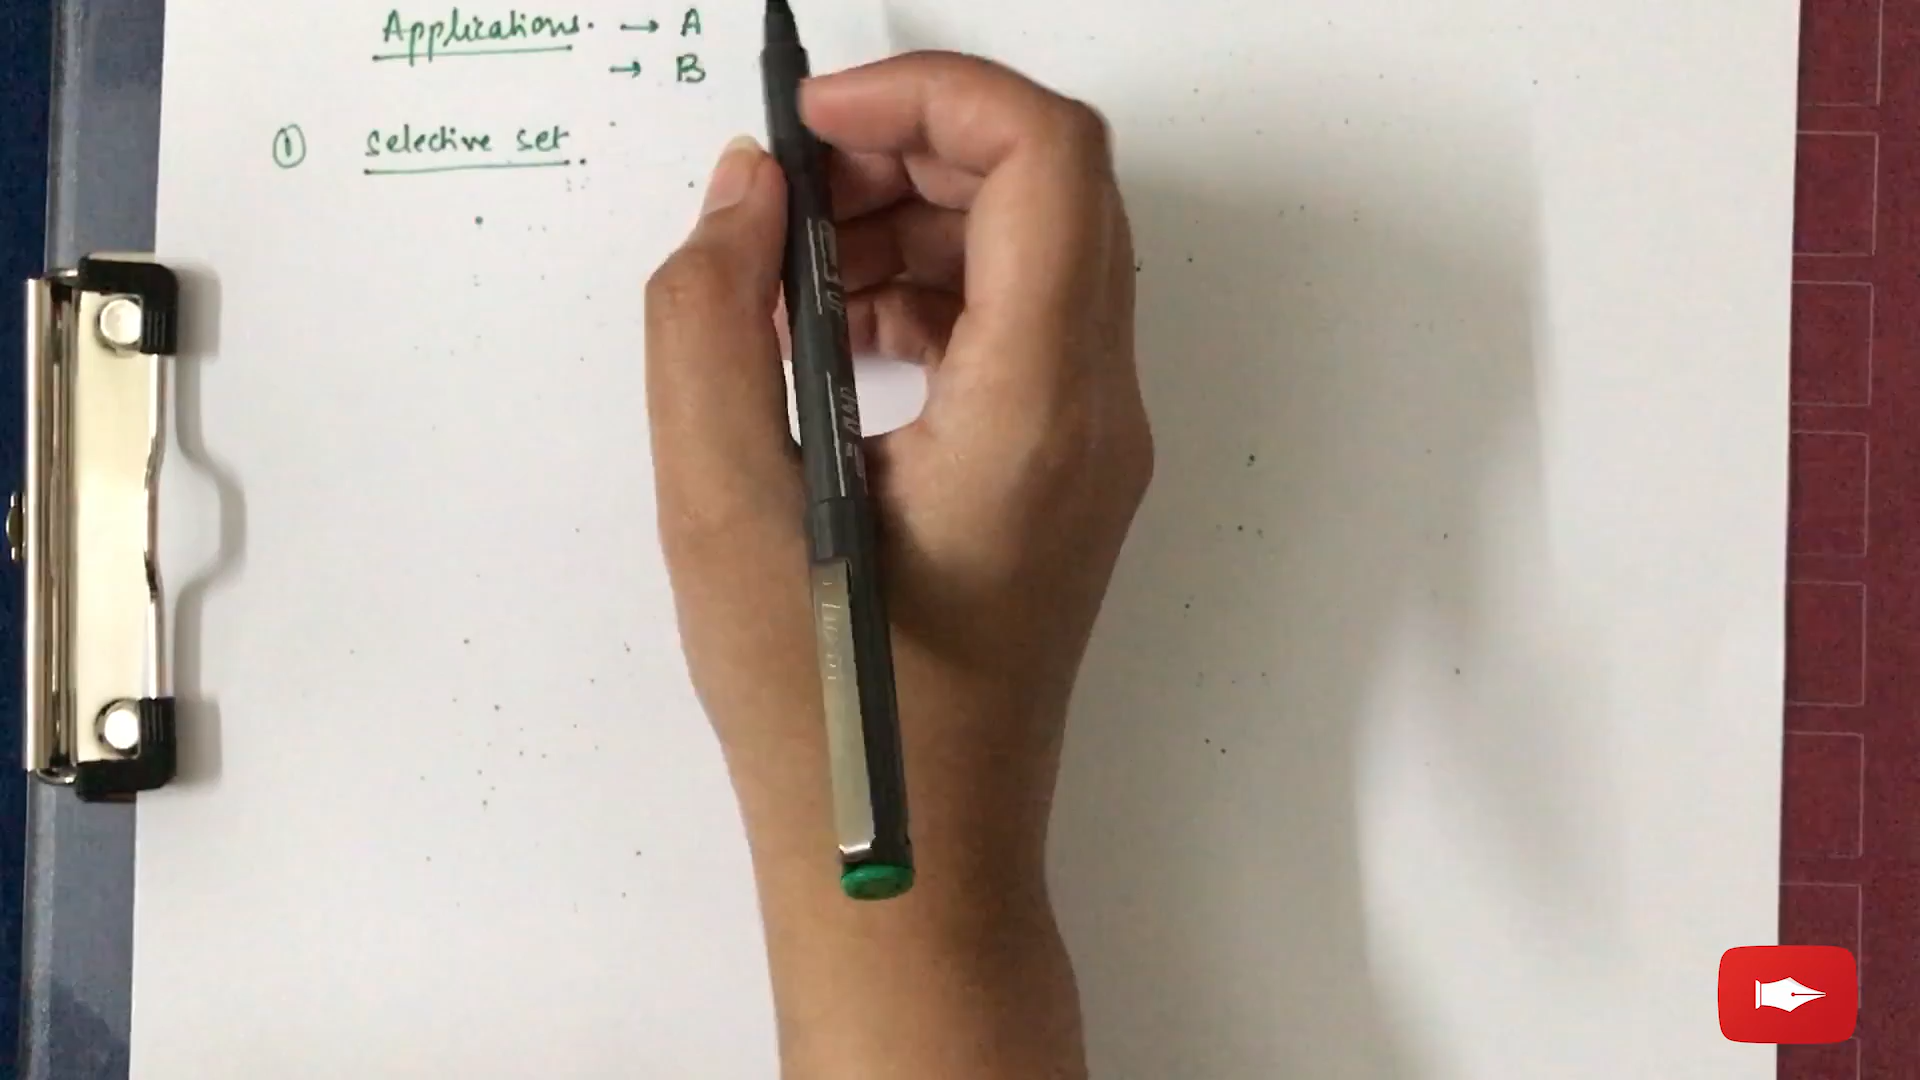 Applications. → A
→ B
① Selective set.